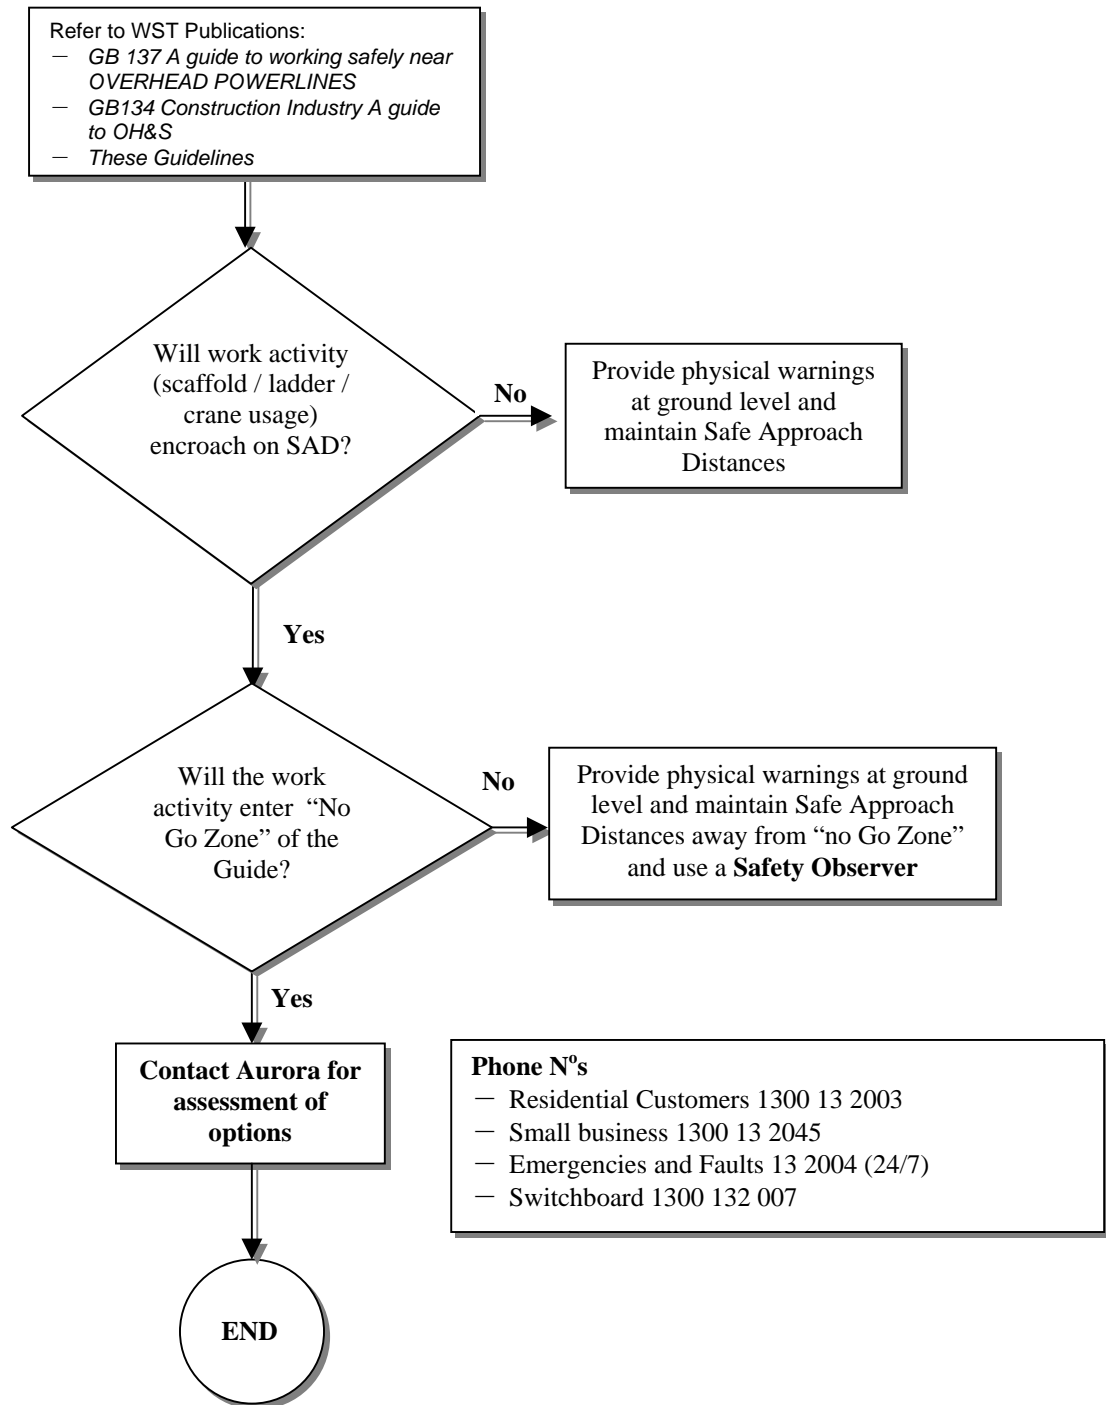 Refer to WST Publications:
— GB 137 A guide to working safely near
OVERHEAD POWERLINES
— GB134 Construction Industry A guide
to OH&S
— These Guidelines
Will work activity
(scaffold / ladder /
crane usage)
encroach on SAD?
No
Provide physical warnings
at ground level and
maintain Safe Approach
Distances
Yes
Will the work
activity enter “No
Go Zone” of the
Guide?
No
Provide physical warnings at ground
level and maintain Safe Approach
Distances away from “no Go Zone”
and use a Safety Observer
Yes
Contact Aurora for
assessment of
options
Phone Nºs
— Residential Customers 1300 13 2003
— Small business 1300 13 2045
— Emergencies and Faults 13 2004 (24/7)
— Switchboard 1300 132 007
END